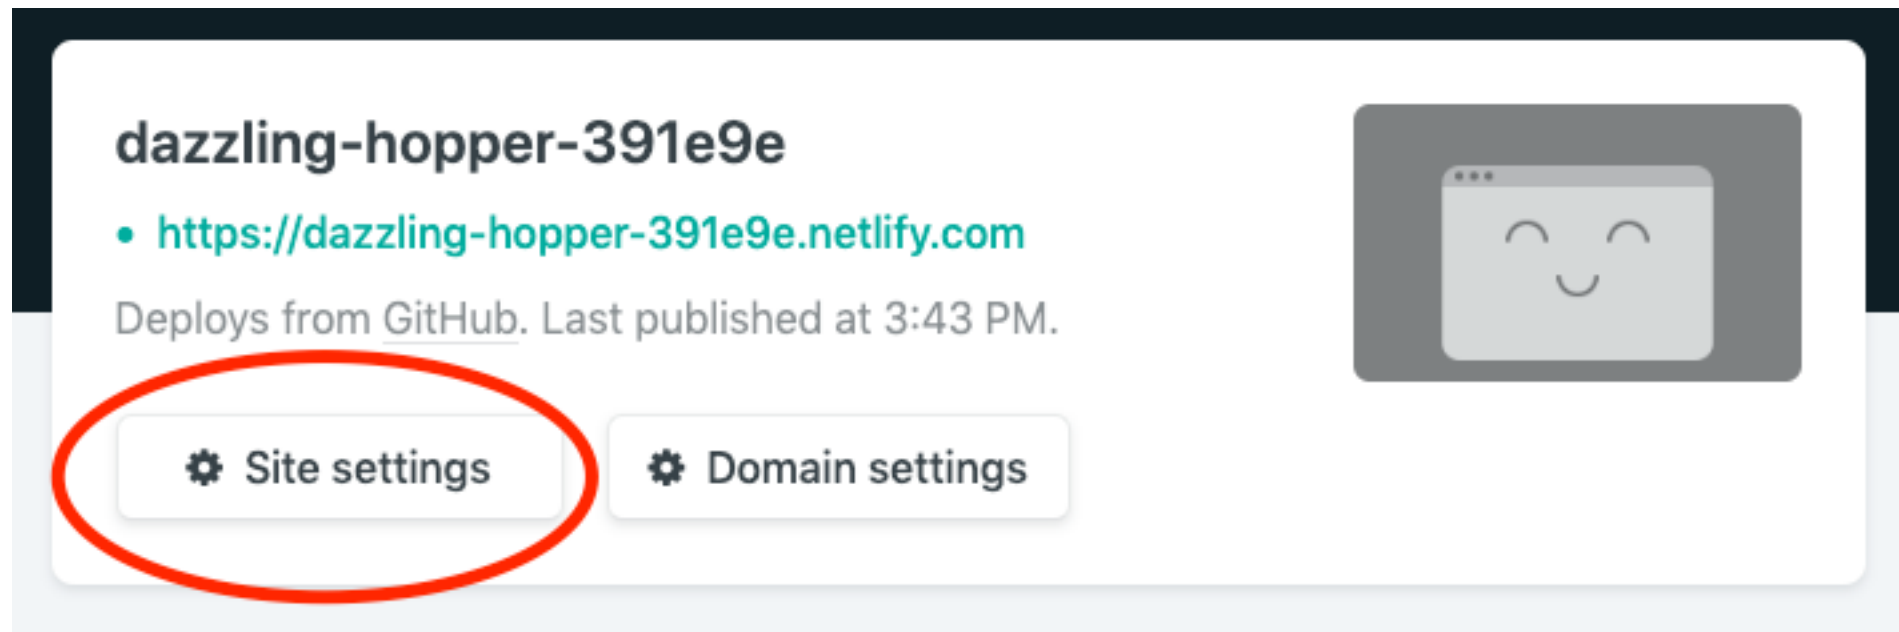 dazzling-hopper-391e9e
• https://dazzling-hopper-391e9e.netlify.com
Deploys from GitHub. Last published at 3:43 PM.
Site settings
Domain settings